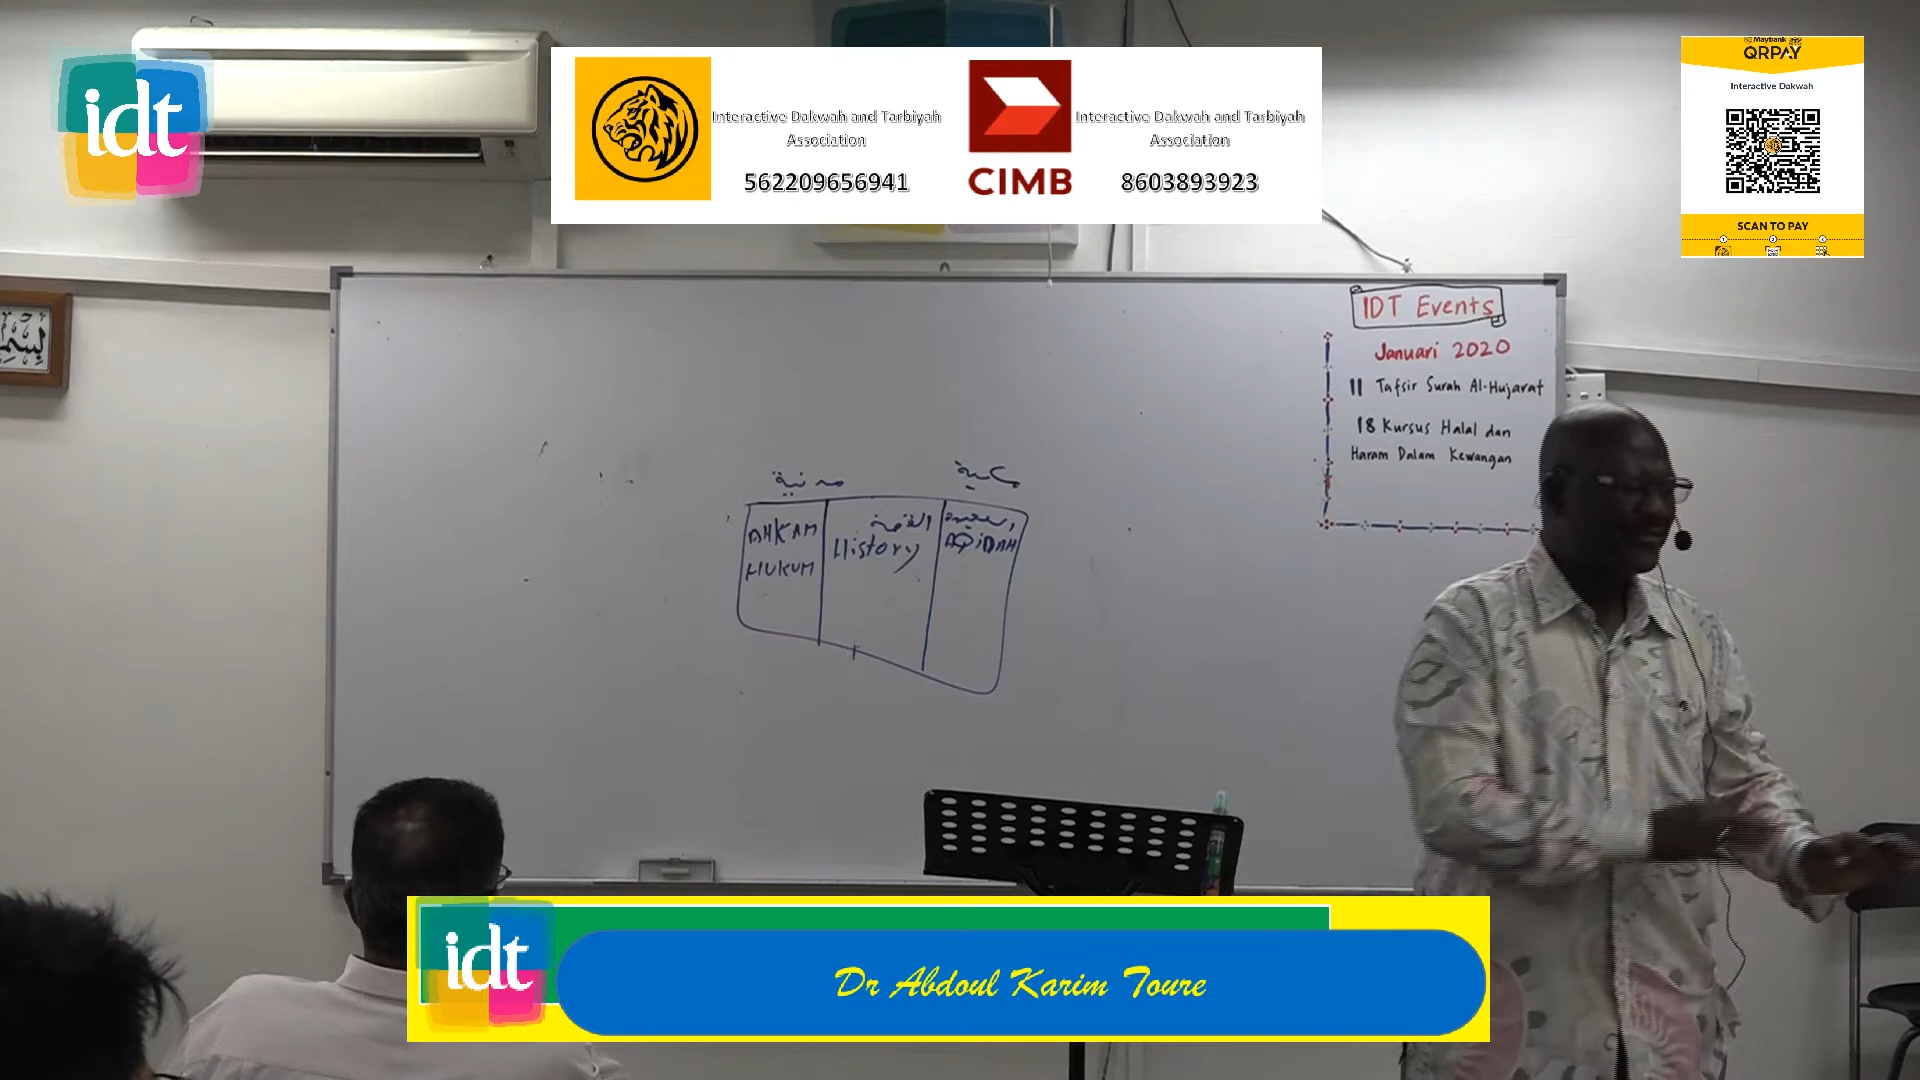 idt
Interactive Dakwah and Tarbiyah
Association
562209656941
CIMB
Interactive Dakwah and Tarbiyah
Association
8603893923
Maybank
QRPAY
Interactive Dakwah
SCAN TO PAY
IDT Events
Januari 2020
11 Tafsir Surah Al-Hujarat
18 Kursus Halal dan
Haram Dalam Kewangan
مدنية
مكية
AHKAM
HUKUM
القصة
History
AQIDAH
idt
Dr Abdoul Karim Toure